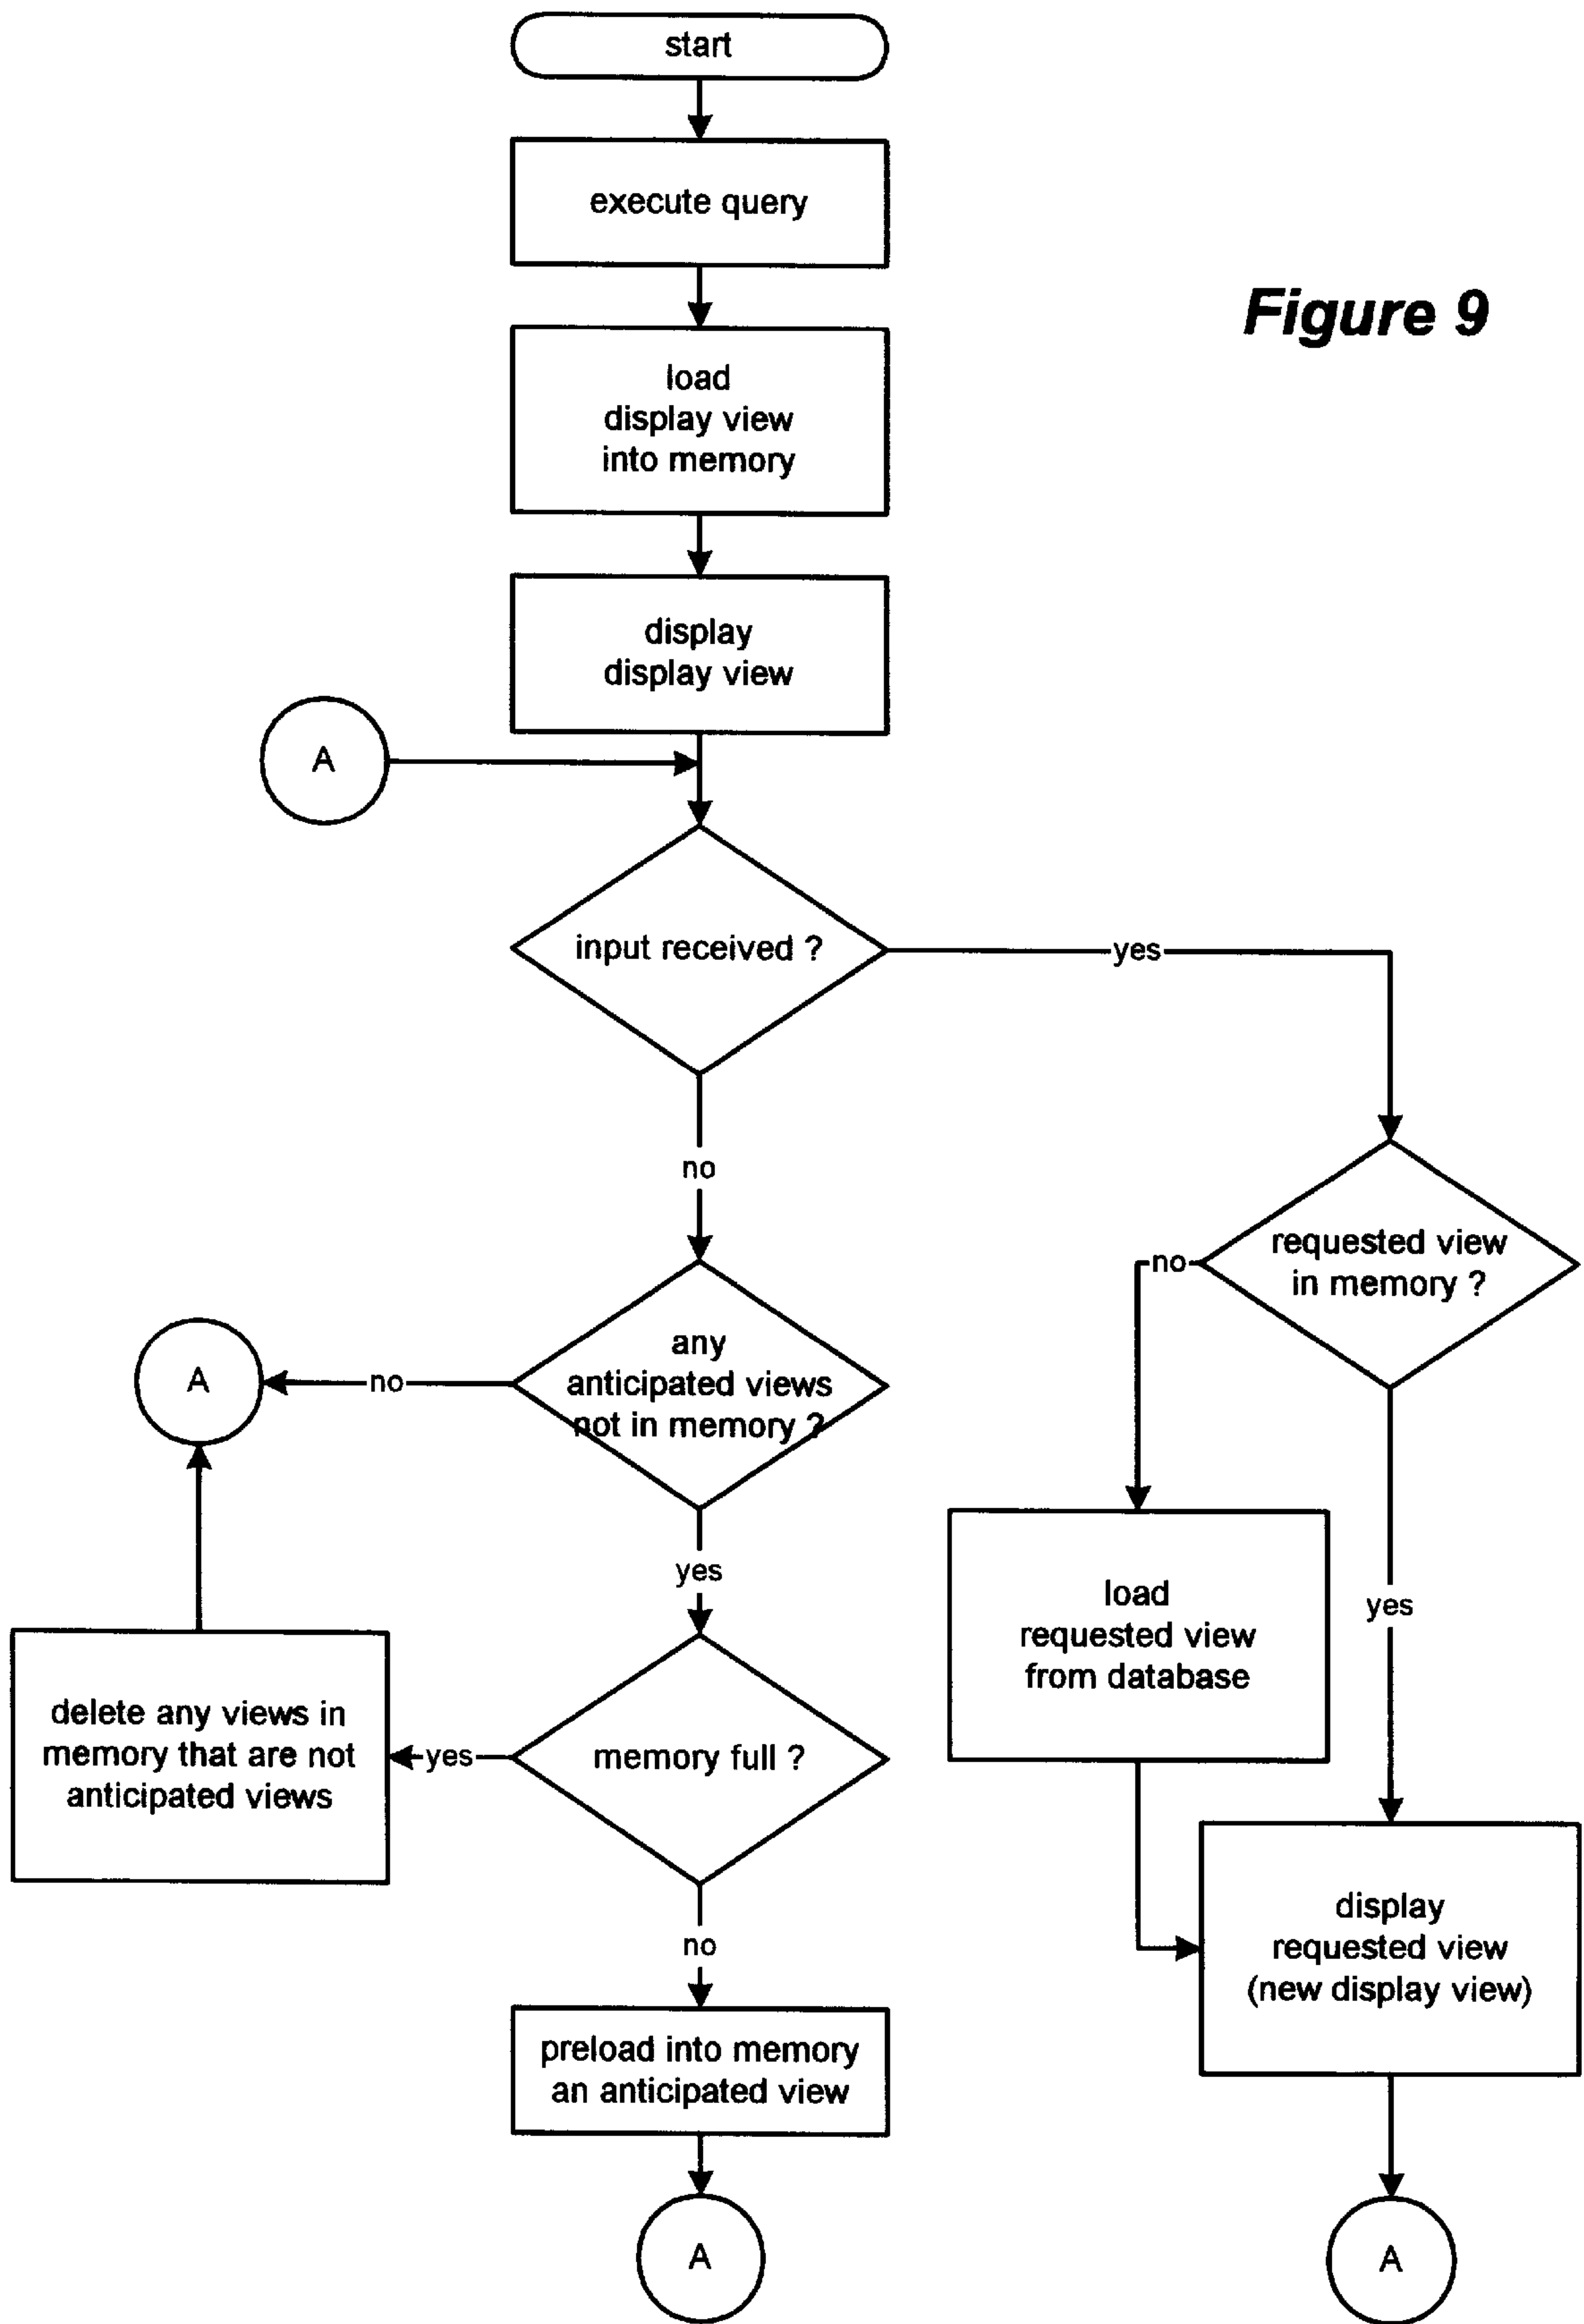 start
execute query
Figure 9
load
display view
into memory
display
display view
A
input received ?
yes
no
requested view
in memory ?
no
any
anticipated views
not in memory ?
no
A
yes
load
requested view
from database
yes
delete any views in
memory that are not
anticipated views
yes
memory full ?
display
requested view
(new display view)
no
preload into memory
an anticipated view
A
A